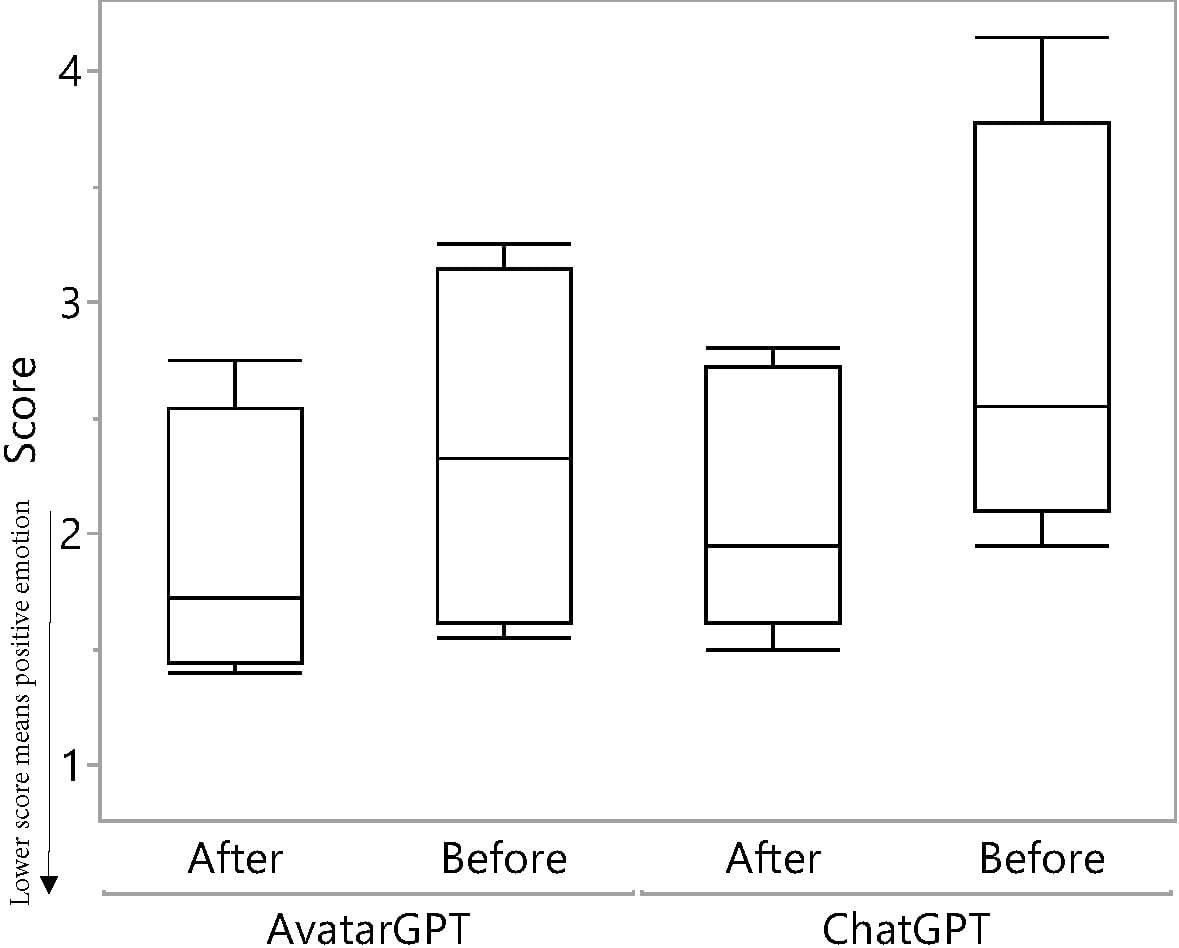 Score
Lower score means positive emotion
4
3
2
1
After Before After Before
AvatarGPT ChatGPT